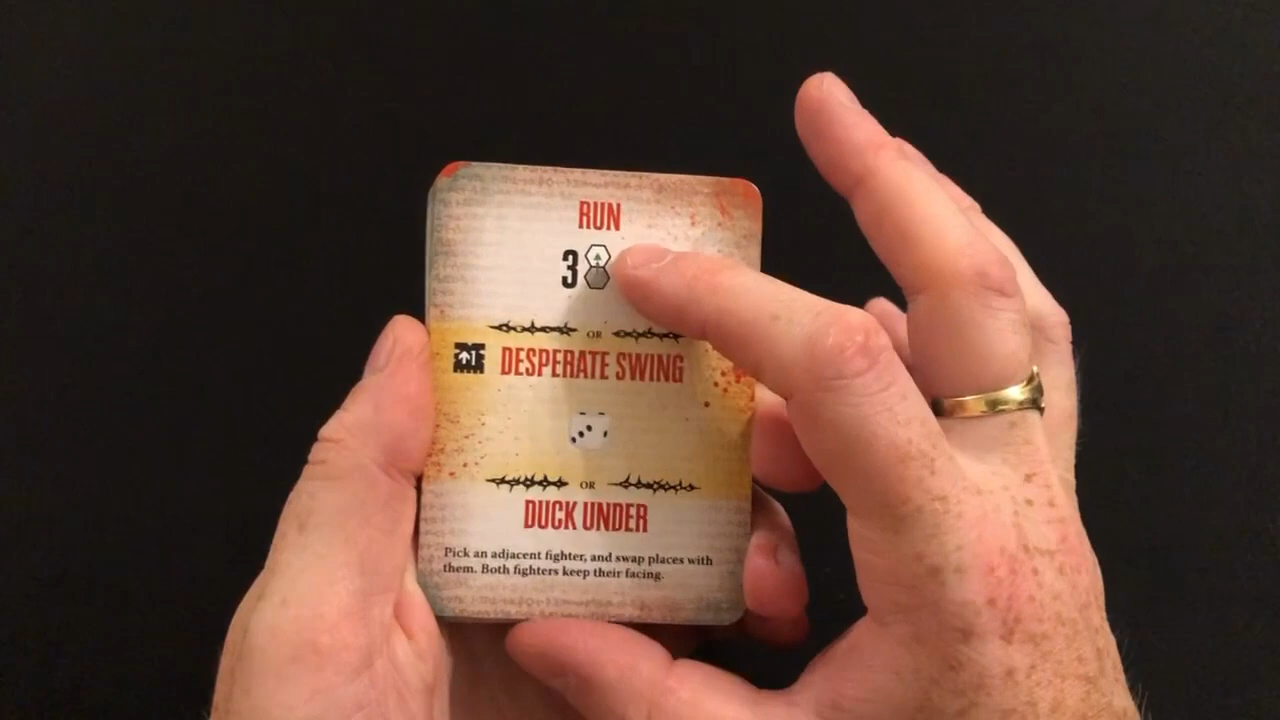 RUN
3
OR
1 DESPERATE SWING
OR
DUCK UNDER
Pick an adjacent fighter, and swap places with
them. Both fighters keep their facing.